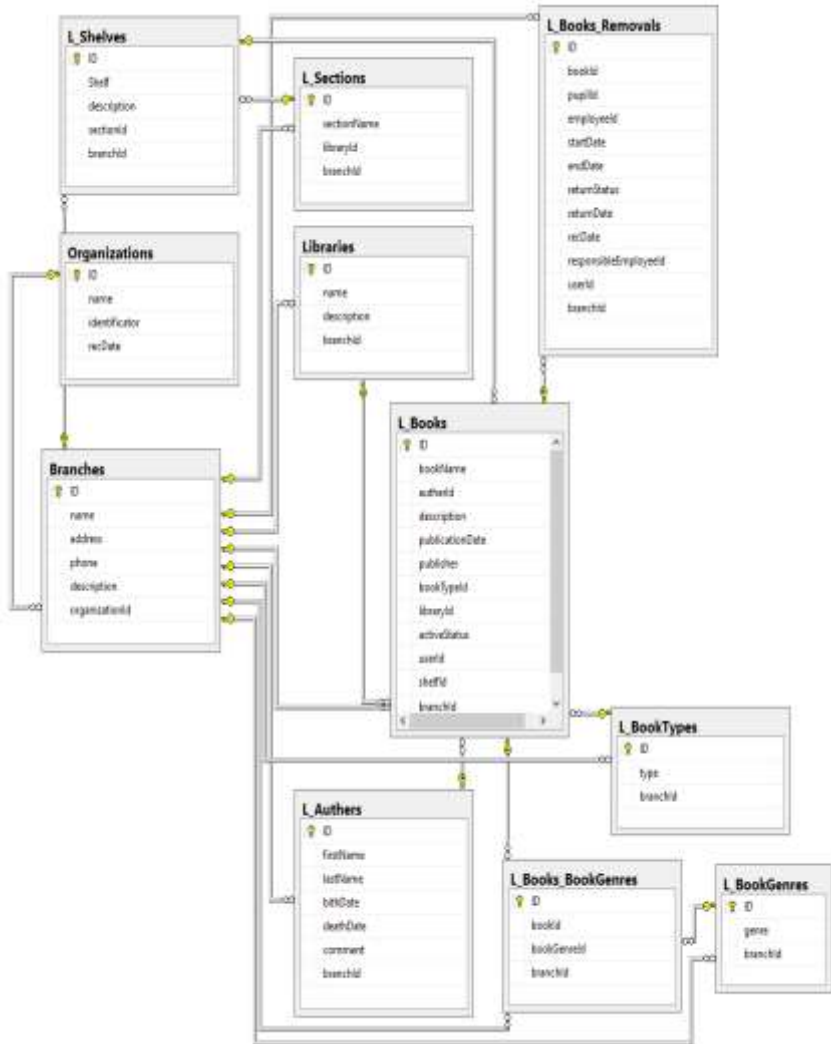 L_Shelves
ID
Shelf
description
sectionId
branchId
L_Sections
ID
sectionName
libraryId
branchId
L_Books_Removals
ID
bookId
pupilId
employeeId
startDate
endDate
returnStatus
returnDate
recDate
responsibleEmployeeId
userId
branchId
Organizations
ID
name
identificator
recDate
Libraries
ID
name
description
branchId
Branches
ID
name
address
phone
description
organizationId
L_Books
ID
bookName
autherId
description
publicationDate
publisher
bookTypeId
libraryId
activeStatus
userId
shelfId
branchId
L_BookTypes
ID
type
branchId
L_Authers
ID
firstName
lastName
bithDate
deathDate
comment
branchId
L_Books_BookGenres
ID
bookId
bookGenreId
branchId
L_BookGenres
ID
genre
branchId